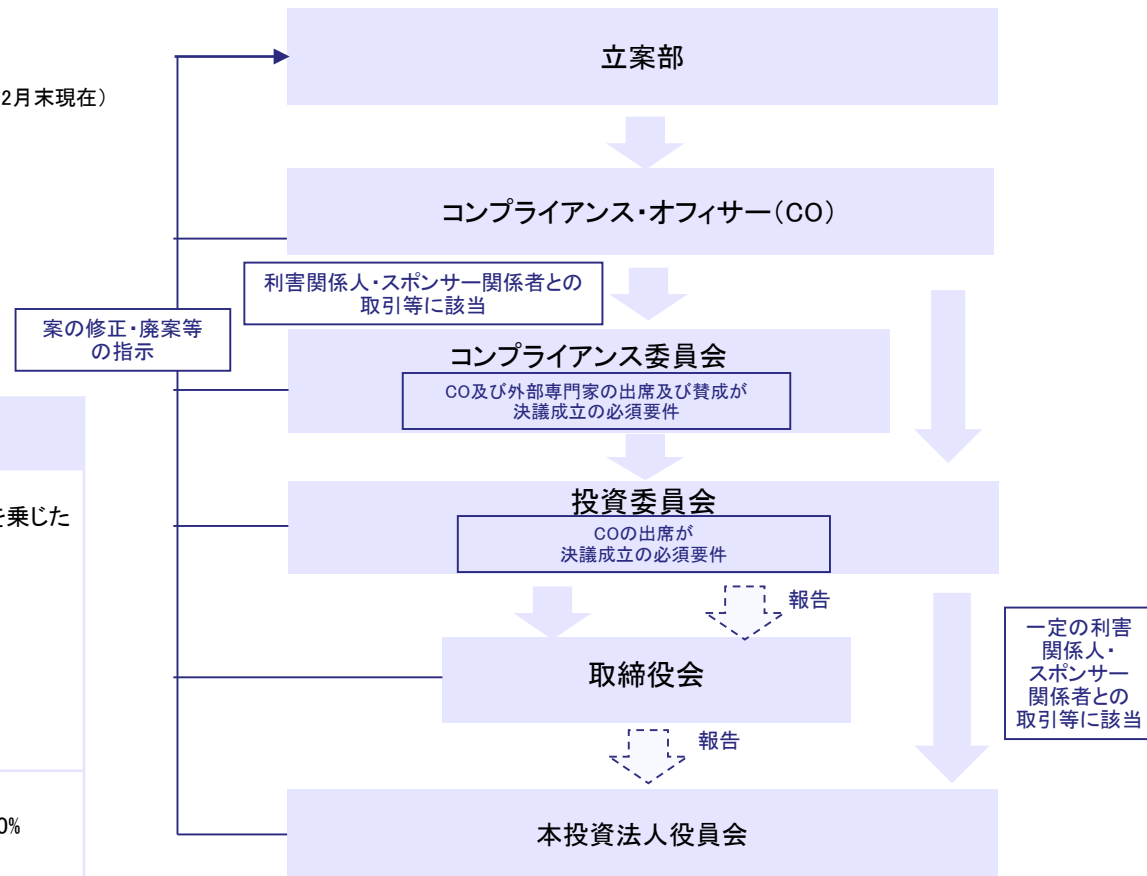 立案部
2月末現在）
コンプライアンス・オフィサー（CO）
利害関係人・スポンサー関係者との
取引等に該当
案の修正・廃案等
の指示
コンプライアンス委員会
CO及び外部専門家の出席及び賛成が
決議成立の必須要件
投資委員会
COの出席が
決議成立の必須要件
を乗じた
報告
一定の利害
関係人・
スポンサー
関係者との
取引等に該当
取締役会
報告
0%
本投資法人役員会